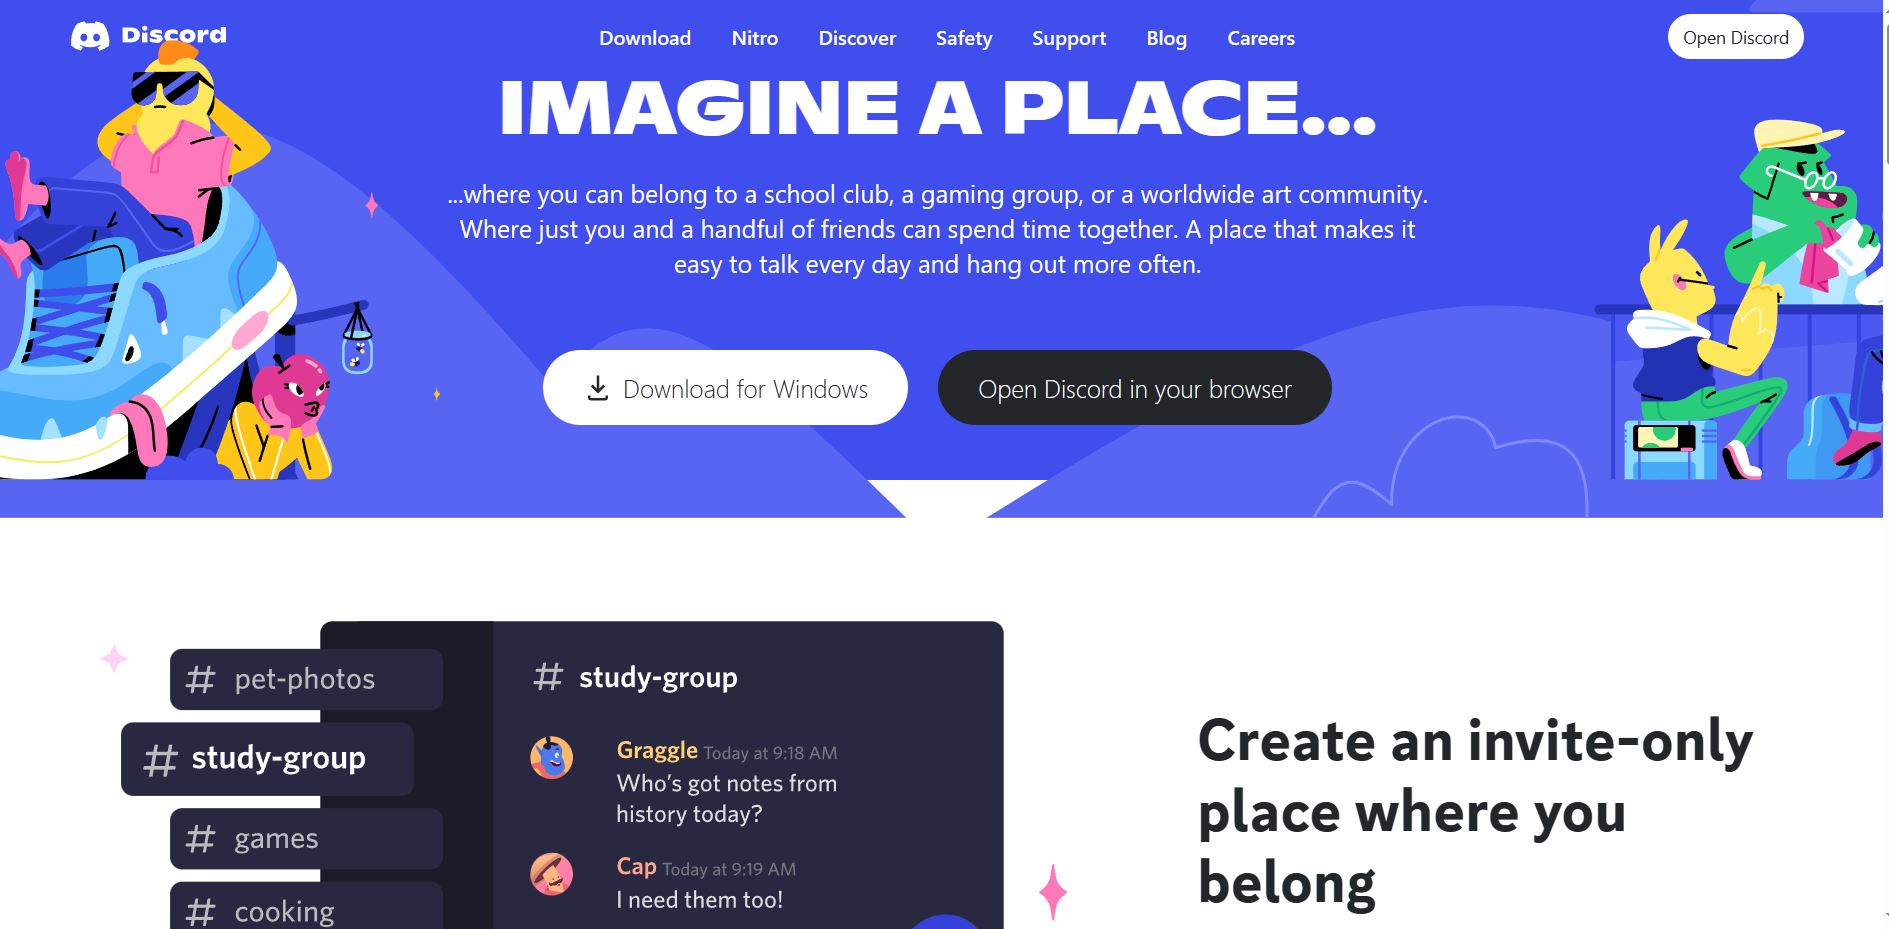 Discord
Download Nitro Discover Safety Support Blog Careers
Open Discord
IMAGINE A PLACE...
...where you can belong to a school club, a gaming group, or a worldwide art community.
Where just you and a handful of friends can spend time together. A place that makes it
easy to talk every day and hang out more often.
Download for Windows
Open Discord in your browser
# pet-photos
# study-group
# games
# cooking
# study-group
Graggle Today at 9:18 AM
Who's got notes from
history today?
Cap Today at 9:19 AM
I need them too!
Create an invite-only
place where you
belong